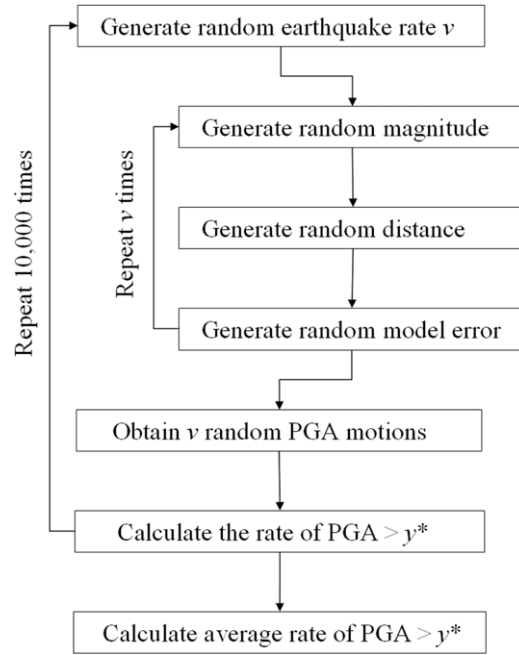 Generate random earthquake rate v
Generate random magnitude
Generate random distance
Generate random model error
Repeat v times
Repeat 10,000 times
Obtain v random PGA motions
Calculate the rate of PGA > y*
Calculate average rate of PGA > y*